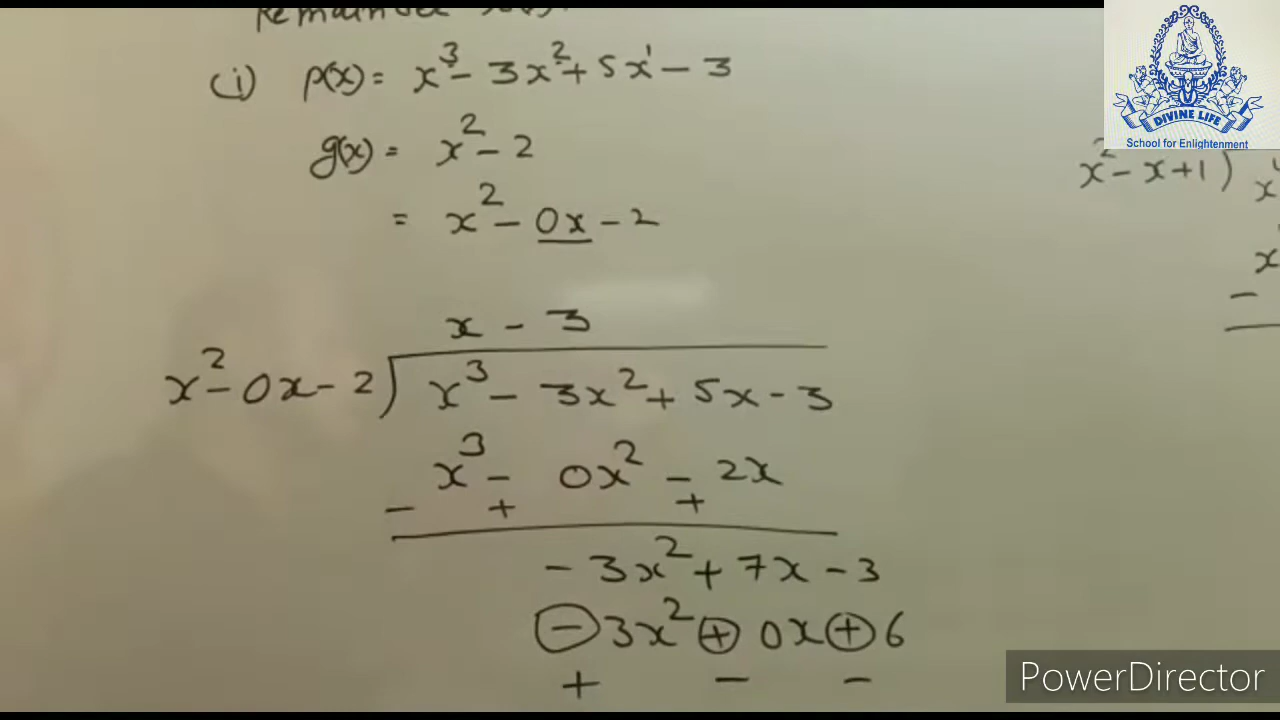 Remainder
(i) p(x) = x³ - 3x² + 5x¹ - 3
g(x) = x² - 2
= x² - 0x - 2
x - 3
x² - 0x - 2) x³ - 3x² + 5x - 3
x³ - 0x² - 2x
- + +
- 3x² + 7x - 3
- 3x² + 0x + 6
+ - -
x² - x + 1)
DIVINE LIFE
School for Enlightenment
PowerDirector